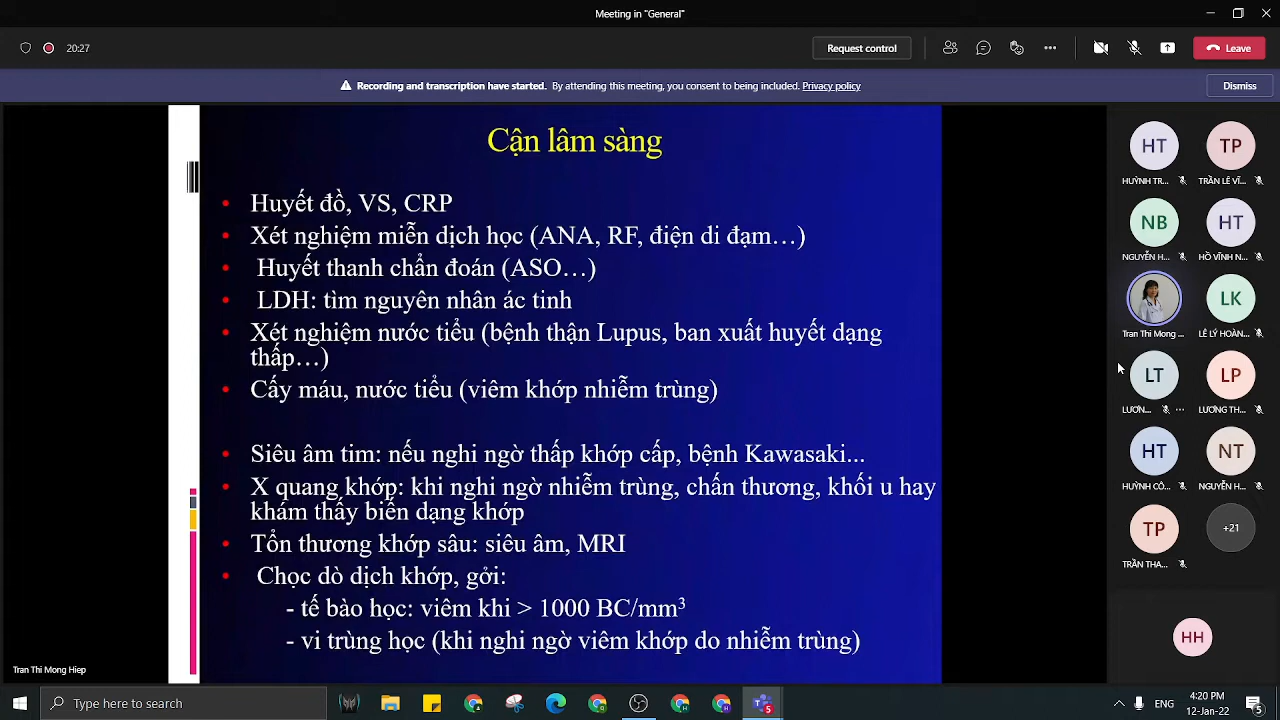 Meeting in "General"
20:27
Request control
Leave
Recording and transcription have started. By attending this meeting, you consent to being included. Privacy policy
Dismiss
Cận lâm sàng
• Huyết đồ, VS, CRP
• Xét nghiệm miễn dịch học (ANA, RF, điện di đạm…)
• Huyết thanh chẩn đoán (ASO…)
• LDH: tìm nguyên nhân ác tinh
• Xét nghiệm nước tiểu (bệnh thận Lupus, ban xuất huyết dạng
thấp…)
• Cấy máu, nước tiểu (viêm khớp nhiễm trùng)
• Siêu âm tim: nếu nghi ngờ thấp khớp cấp, bệnh Kawasaki...
• X quang khớp: khi nghi ngờ nhiễm trùng, chấn thương, khối u hay
khám thấy biến dạng khớp
• Tổn thương khớp sâu: siêu âm, MRI
• Chọc dò dịch khớp, gởi:
- tế bào học: viêm khi > 1000 BC/mm³
- vi trùng học (khi nghi ngờ viêm khớp do nhiễm trùng)
Tran Thi Mong Hiep
HT
TP
HUỲNH TR...
TRẦN LÊ VĨ...
NB
HT
NGUYỄN H...
HỒ VĨNH N...
LK
Tran Thi Mong ...
LÊ LÝ HOÀN...
LT
LP
LƯƠN...
LƯƠNG TH...
HT
NT
HUỲNH CÓ...
NGUYỄN H...
TP
+21
TRẦN THA...
HH
Type here to search
ENG
4:20 PM
12-Jan-22
5